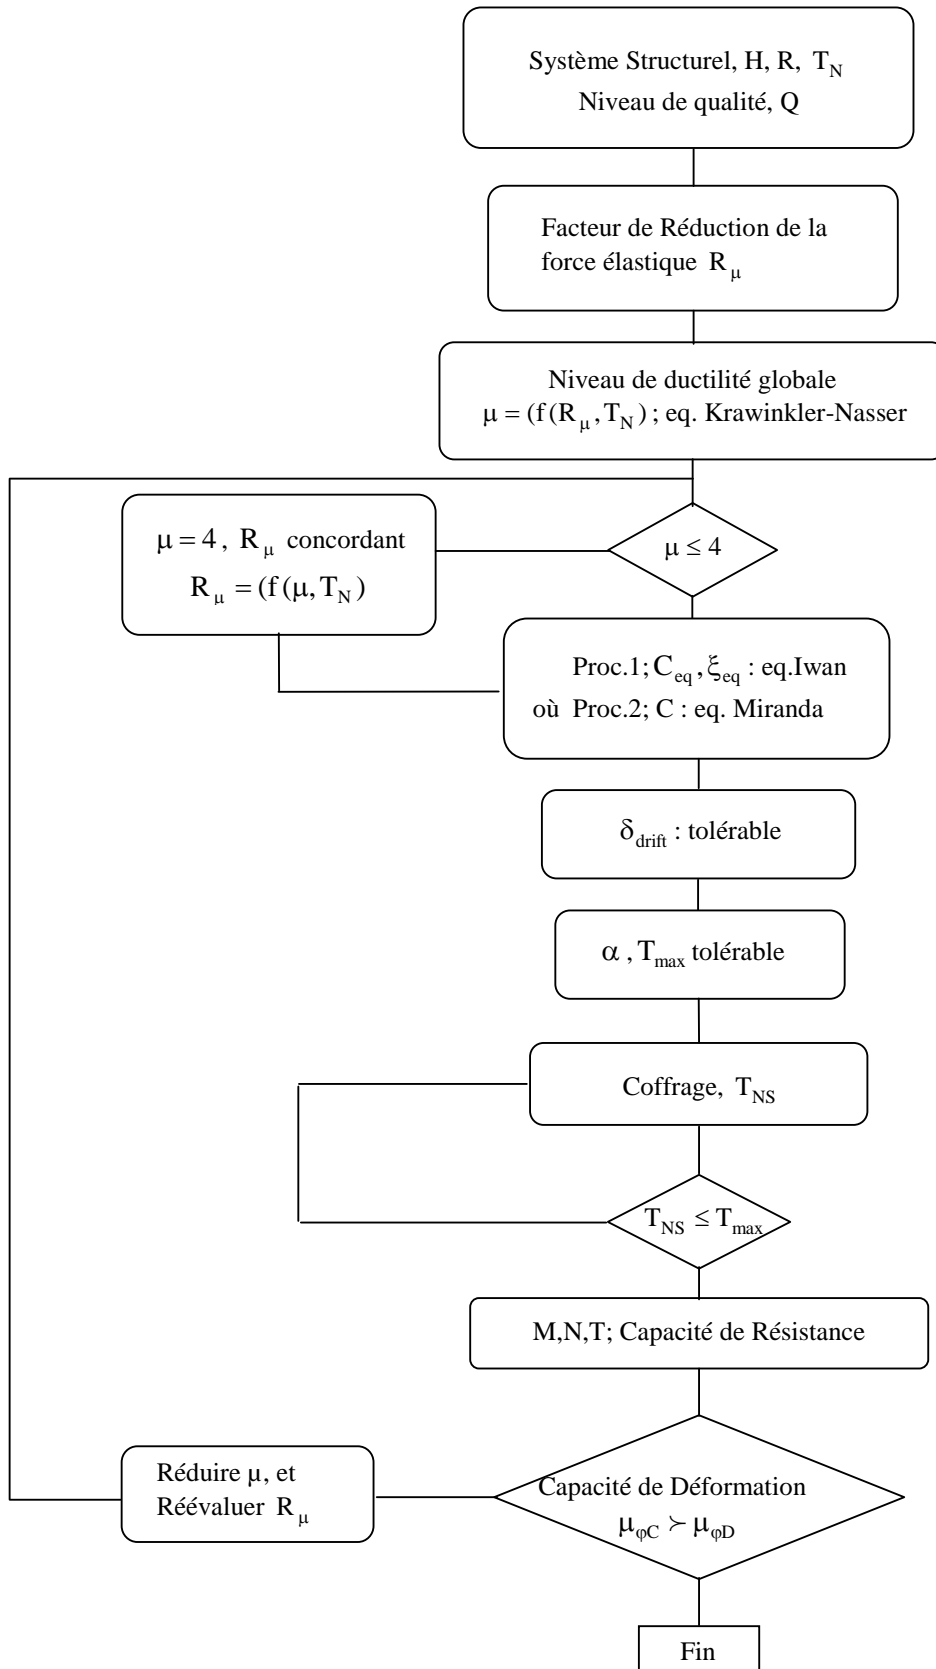 Système Structurel, H, R, T_N
Niveau de qualité, Q
Facteur de Réduction de la
force élastique R_μ
Niveau de ductilité globale
μ = (f(R_μ, T_N) ; eq. Krawinkler-Nasser
μ = 4 , R_μ concordant
R_μ = (f(μ, T_N)
μ ≤ 4
Proc.1; C_eq , ξ_eq : eq.Iwan
où Proc.2; C : eq. Miranda
δ_drift : tolérable
α , T_max tolérable
Coffrage, T_NS
T_NS ≤ T_max
M,N,T; Capacité de Résistance
Réduire µ, et
Réévaluer R_μ
Capacité de Déformation
μ_φC ≻ μ_φD
Fin